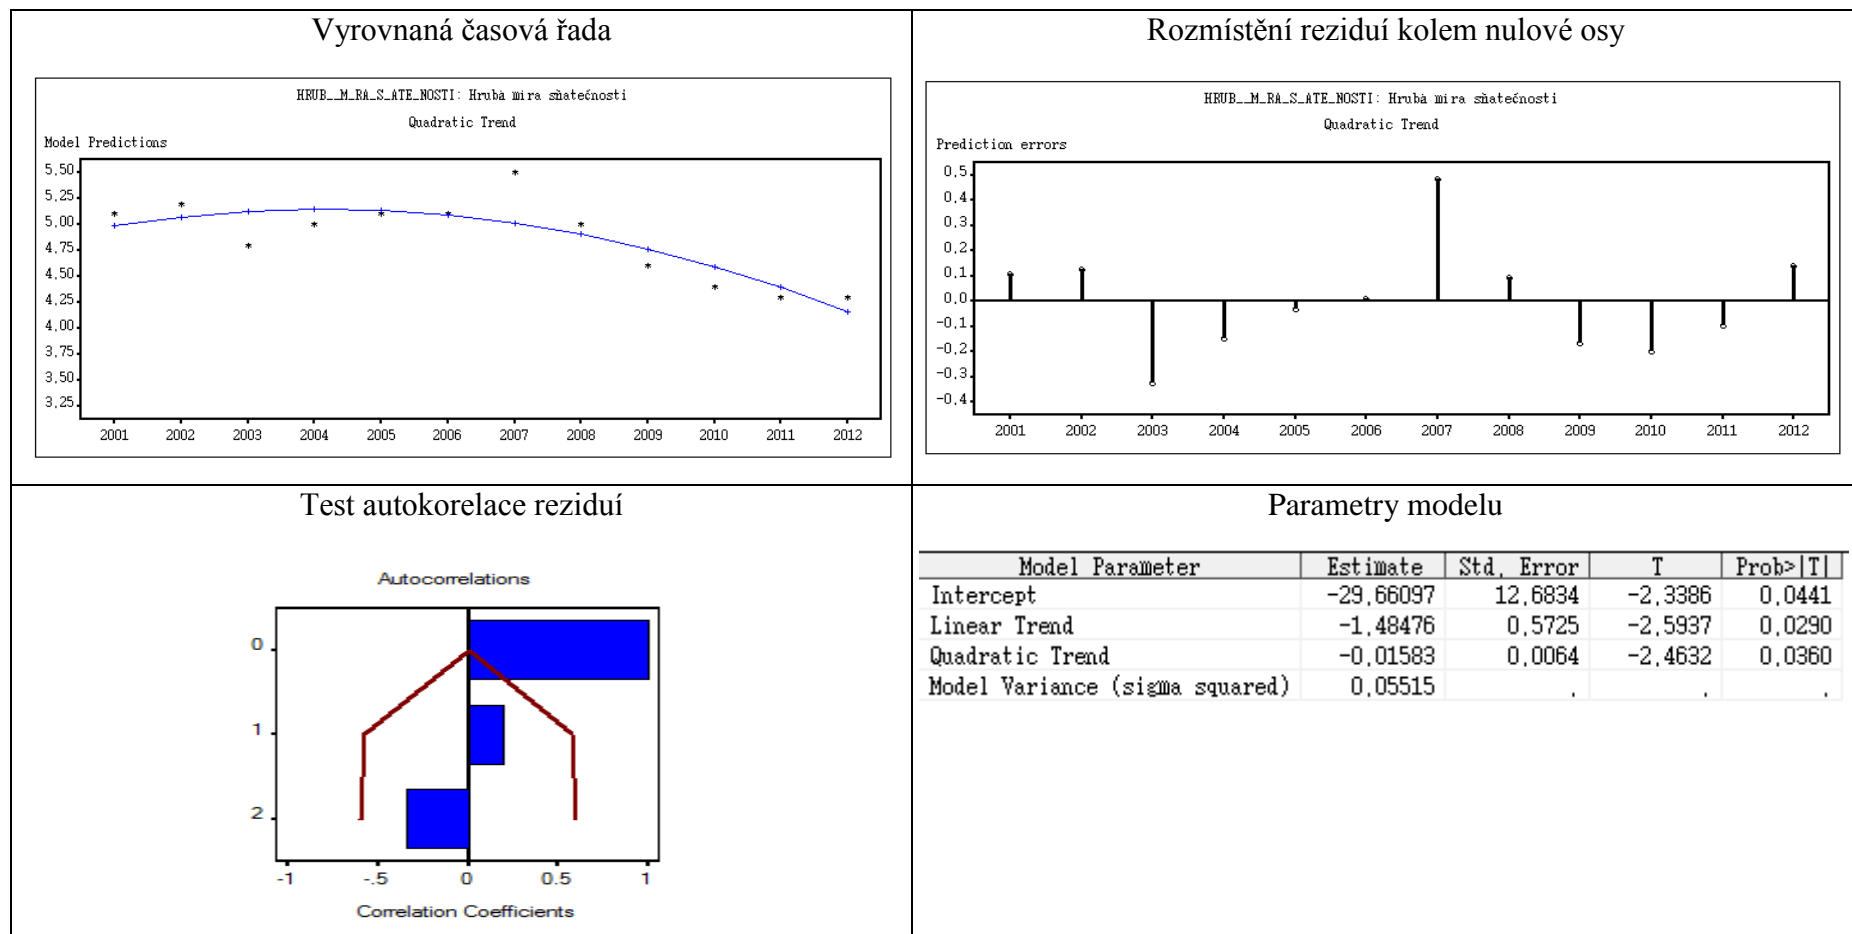 Vyrovnaná časová řada
HRUB__M_RA_S_ATE_NOSTI: Hrubà mira sňatečnosti
Quadratic Trend
Model Predictions
5,50
5,25
5,00
4,75
4,50
4,25
4,00
3,75
3,50
3,25
2001 2002 2003 2004 2005 2006 2007 2008 2009 2010 2011 2012
Rozmístění reziduí kolem nulové osy
HRUB__M_RA_S_ATE_NOSTI: Hrubà mira sňatečnosti
Quadratic Trend
Prediction errors
0,5
0,4
0,3
0,2
0,1
0,0
-0,1
-0,2
-0,3
-0,4
2001 2002 2003 2004 2005 2006 2007 2008 2009 2010 2011 2012
Test autokorelace reziduí
Autocorrelations
0
1
2
-1 -.5 0 0.5 1
Correlation Coefficients
Parametry modelu
Model Parameter Estimate Std, Error T Prob>|T|
Intercept -29,66097 12,6834 -2,3386 0,0441
Linear Trend -1,48476 0,5725 -2,5937 0,0290
Quadratic Trend -0,01583 0,0064 -2,4632 0,0360
Model Variance (sigma squared) 0,05515 , , ,